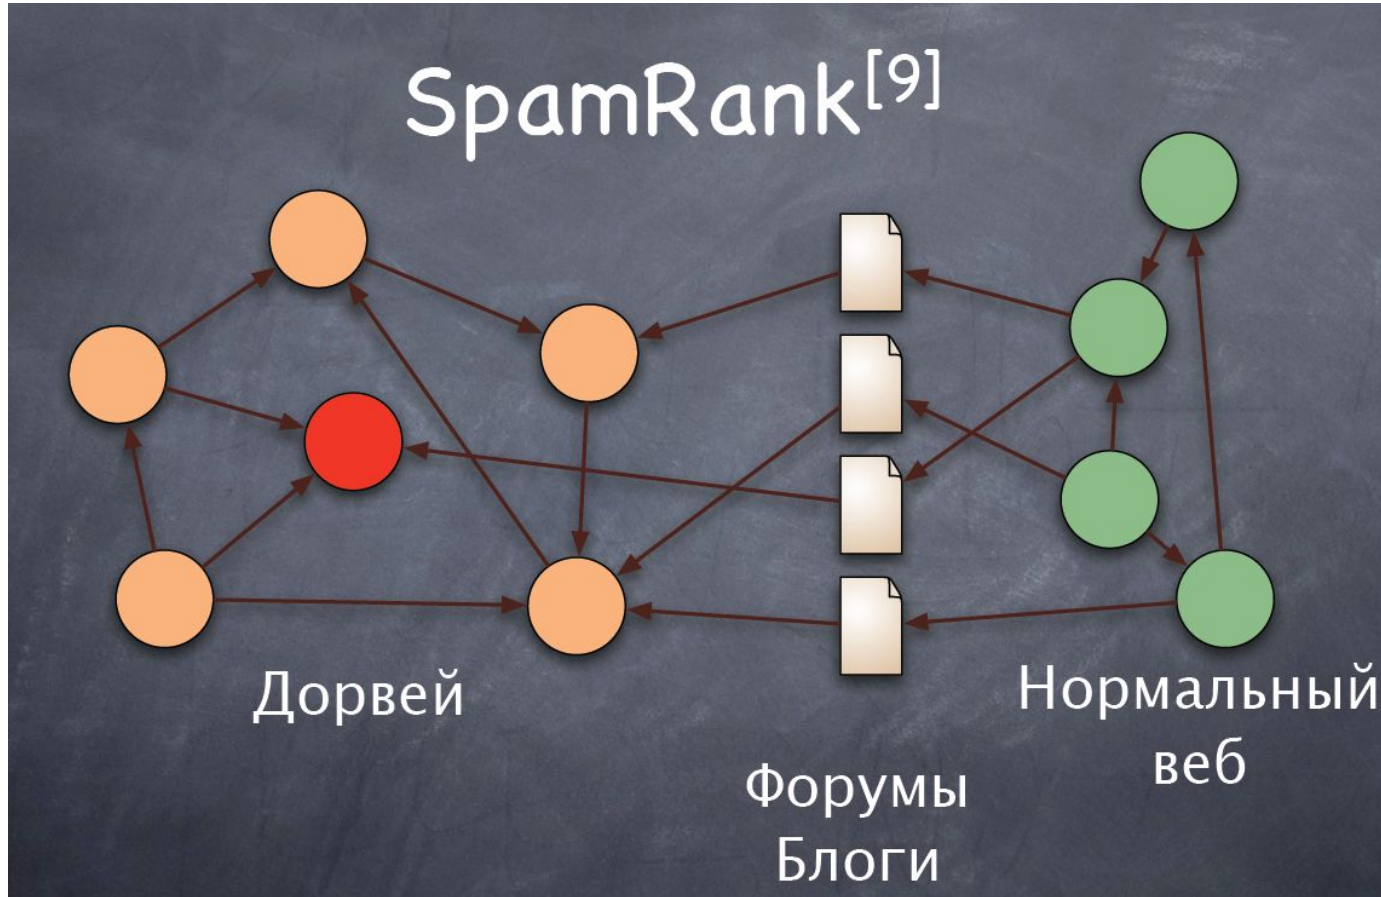 SpamRank[9]
Дорвей
Нормальный
веб
Форумы
Блоги